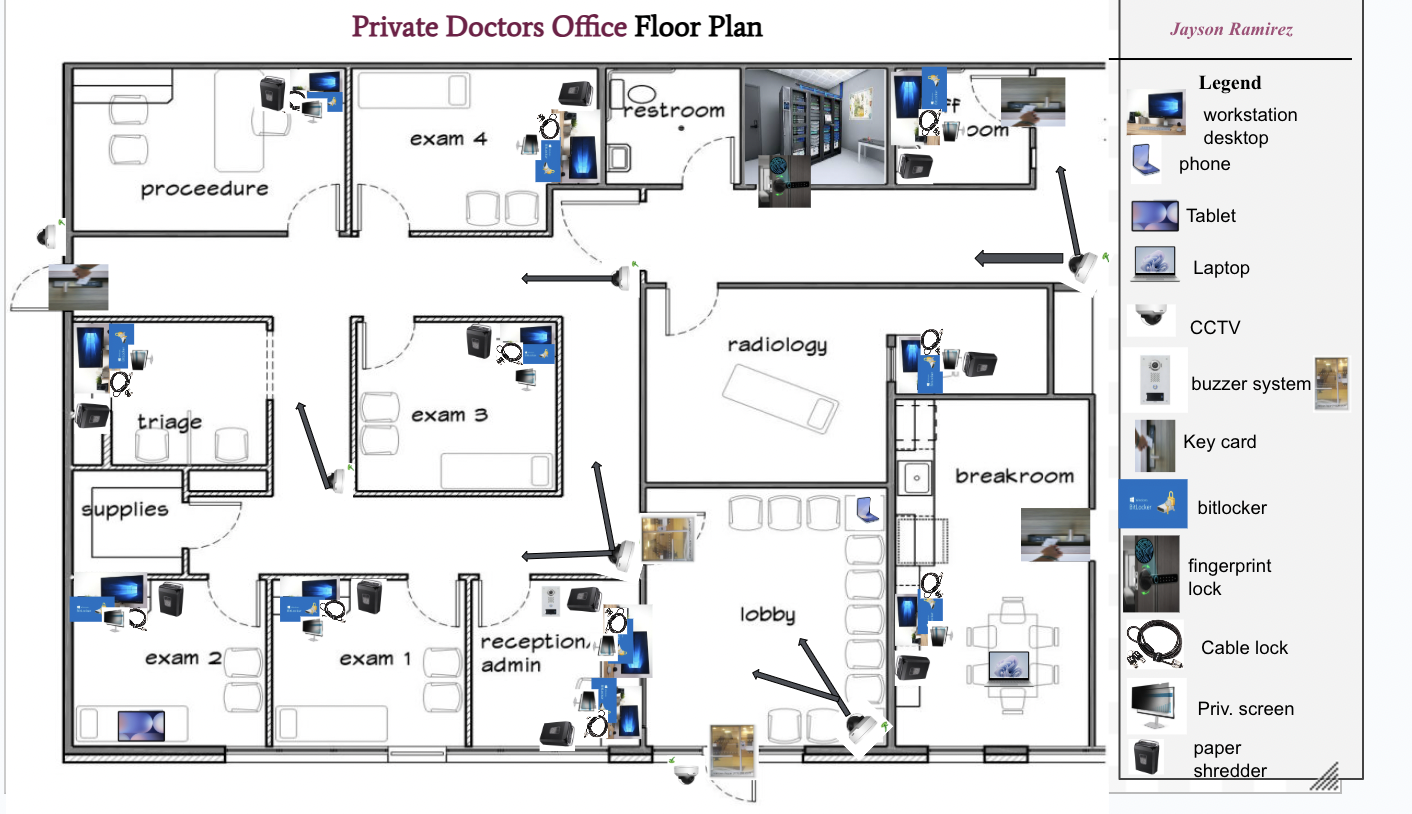 Private Doctors Office Floor Plan
Jayson Ramirez
Legend
workstation
desktop
phone
Tablet
Laptop
CCTV
buzzer system
Key card
bitlocker
BitLocker
fingerprint
lock
Cable lock
Priv. screen
paper
shredder
proceedure
exam 4
restroom
ff
oom
radiology
triage
exam 3
breakroom
supplies
lobby
exam 2
exam 1
reception,
admin